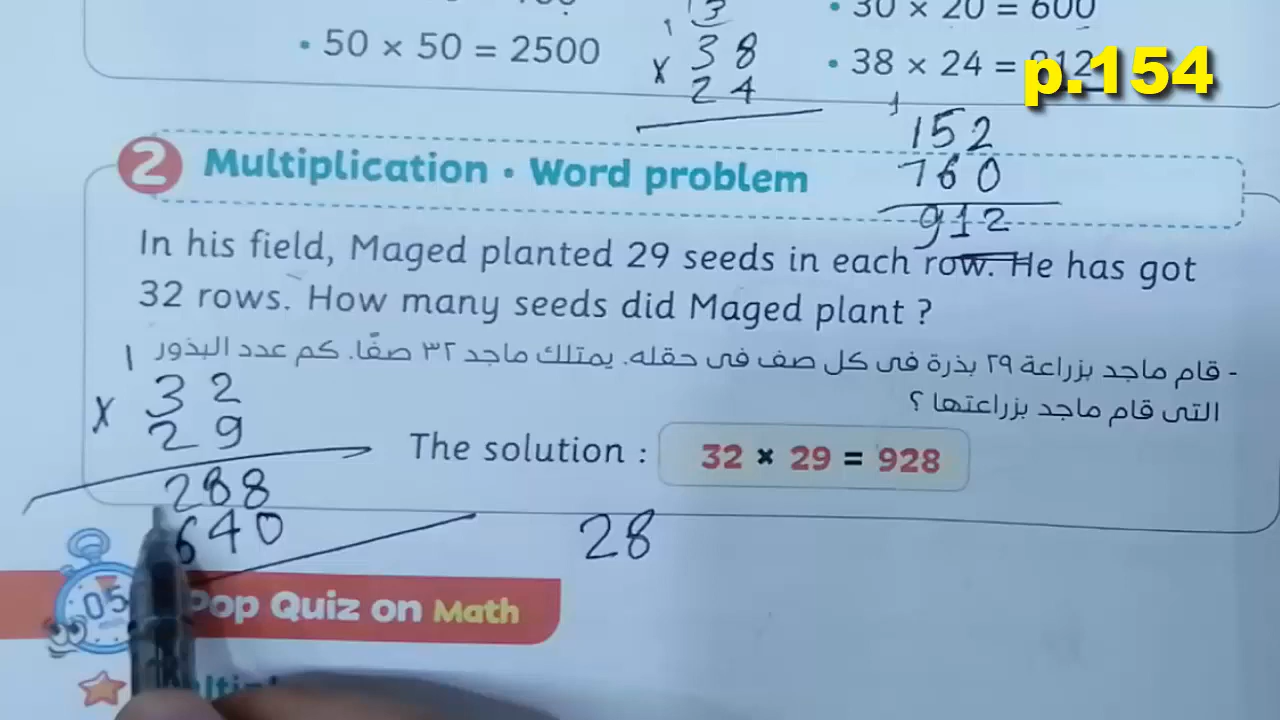 • 30 × 20 = 600
• 50 × 50 = 2500
• 38 × 24 = 912
p.154
1 3
38
× 24
1
152
760
912
2 Multiplication • Word problem
In his field, Maged planted 29 seeds in each row. He has got
32 rows. How many seeds did Maged plant ?
- قام ماجد بزراعة ٢٩ بذرة فى كل صف فى حقله. يمتلك ماجد ٣٢ صفًا. كم عدد البذور
التى قام ماجد بزراعتها ؟
1
32
× 29
288
640
The solution : 32 × 29 = 928
28
05
Pop Quiz on Math